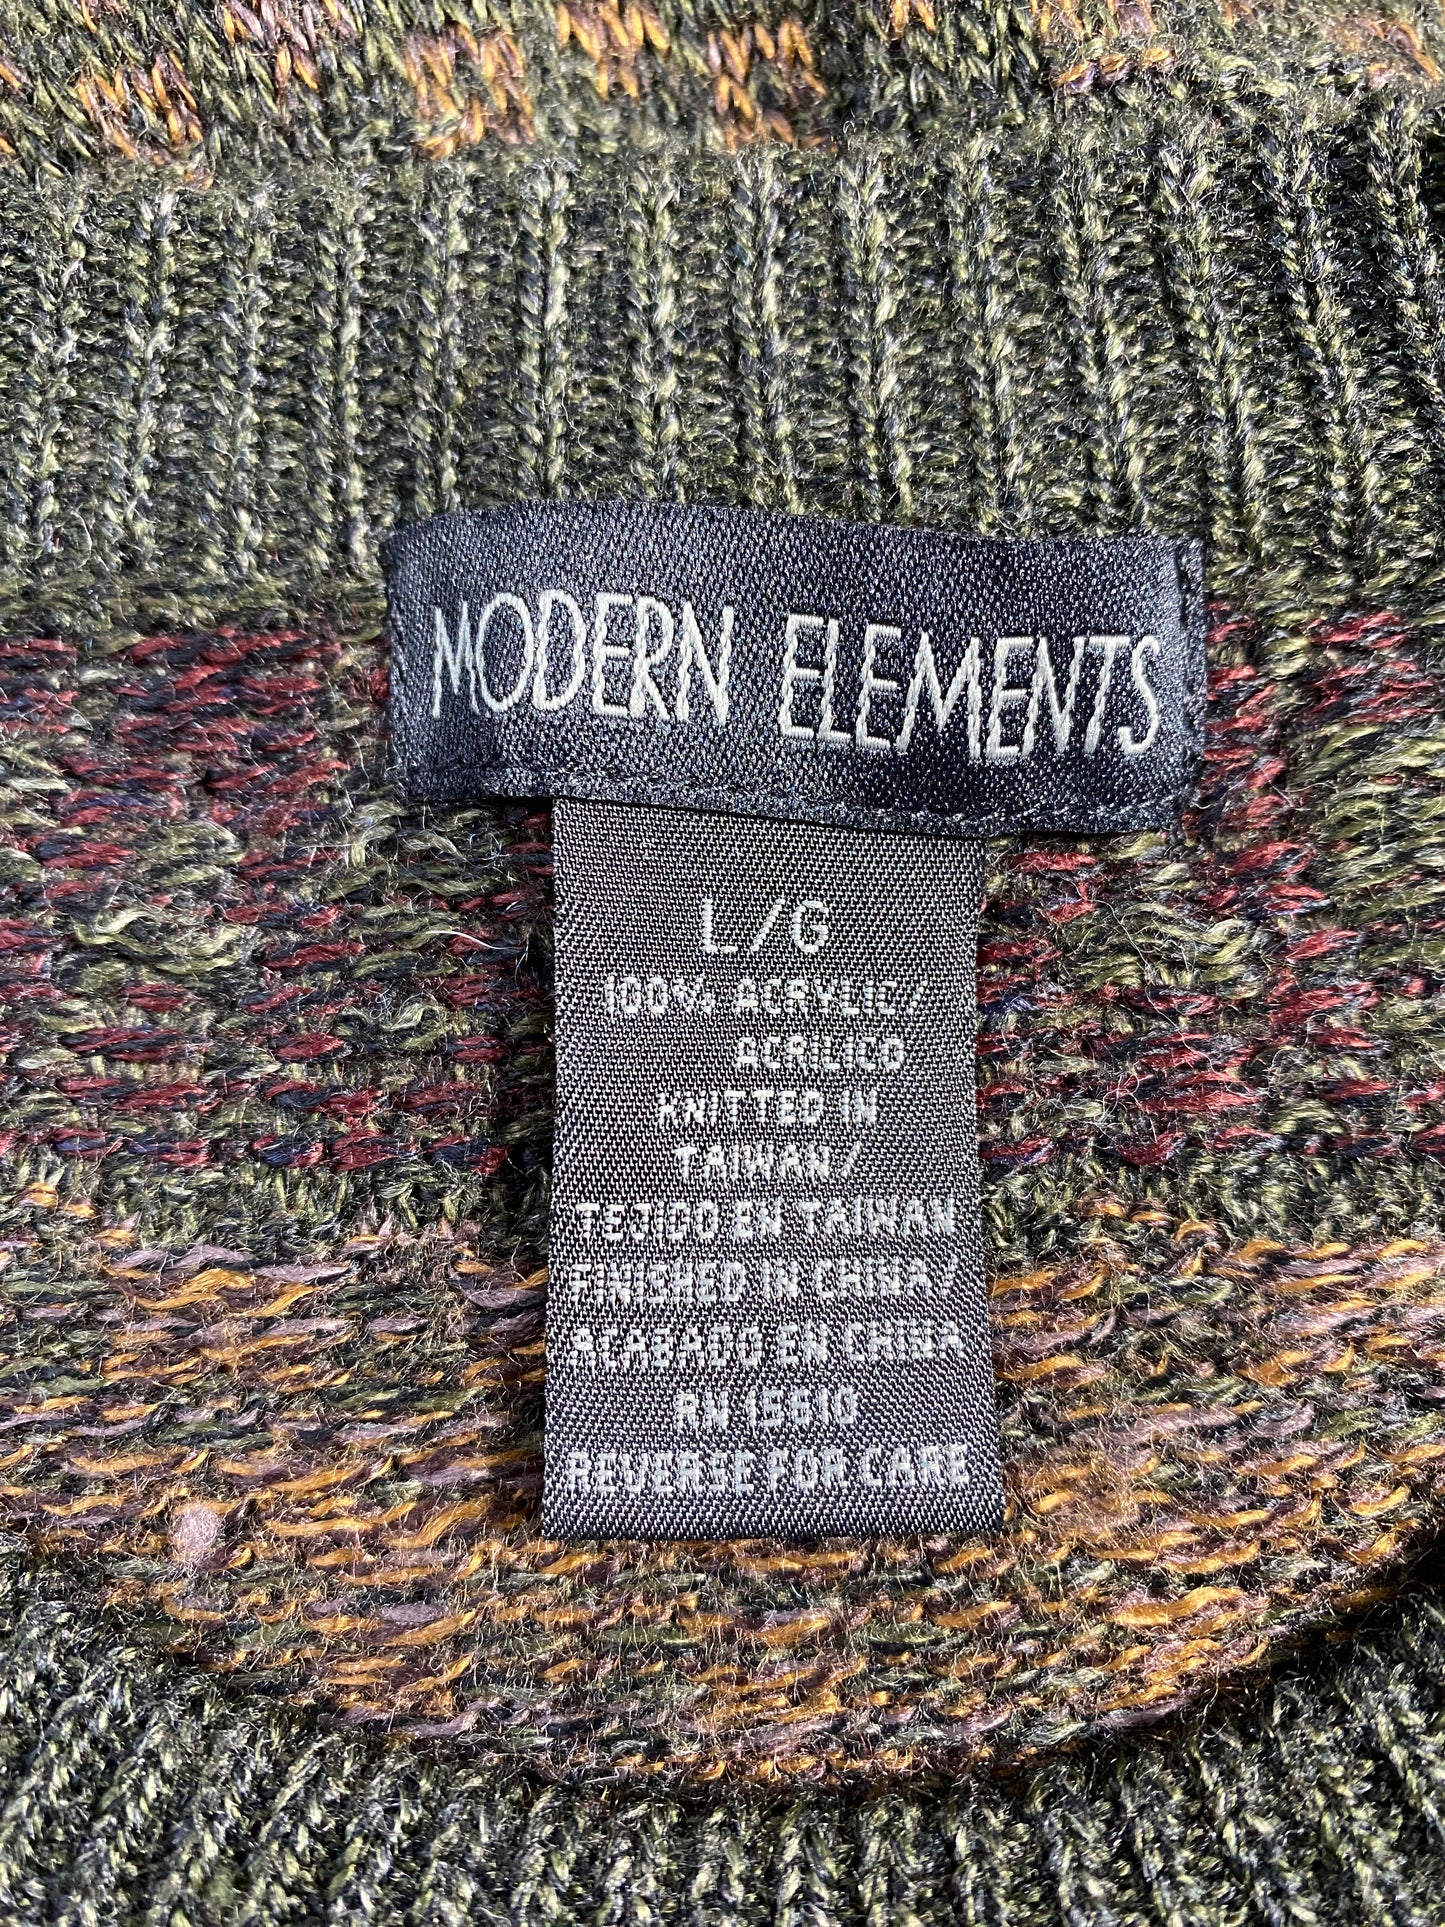 MODERN ELEMENTS
L/G
100% ACRYLIC/
ACRILICO
KNITTED IN
TAIWAN/
TEJIDO EN TAIWAN
FINISHED IN CHINA/
ACABADO EN CHINA
RN 15610
REVERSE FOR CARE